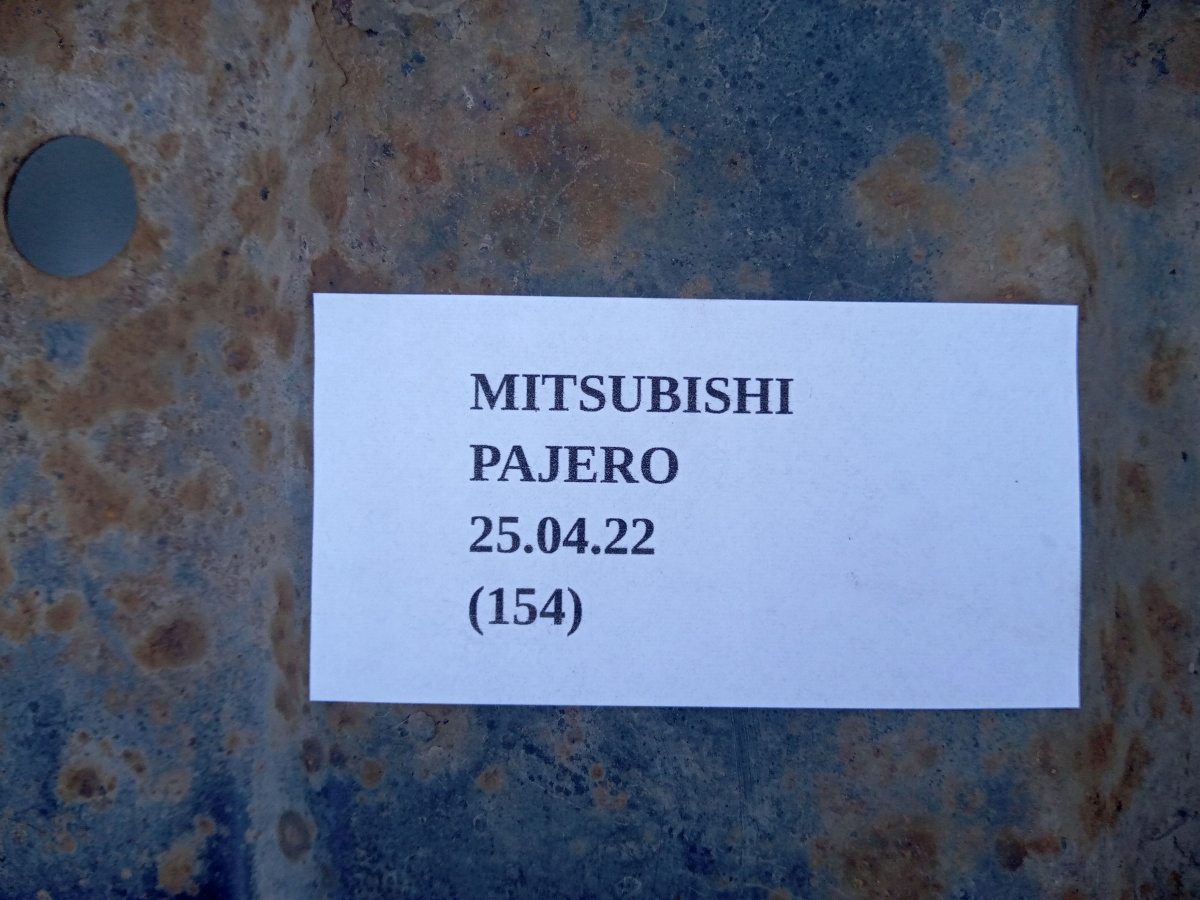 MITSUBISHI
PAJERO
25.04.22
(154)